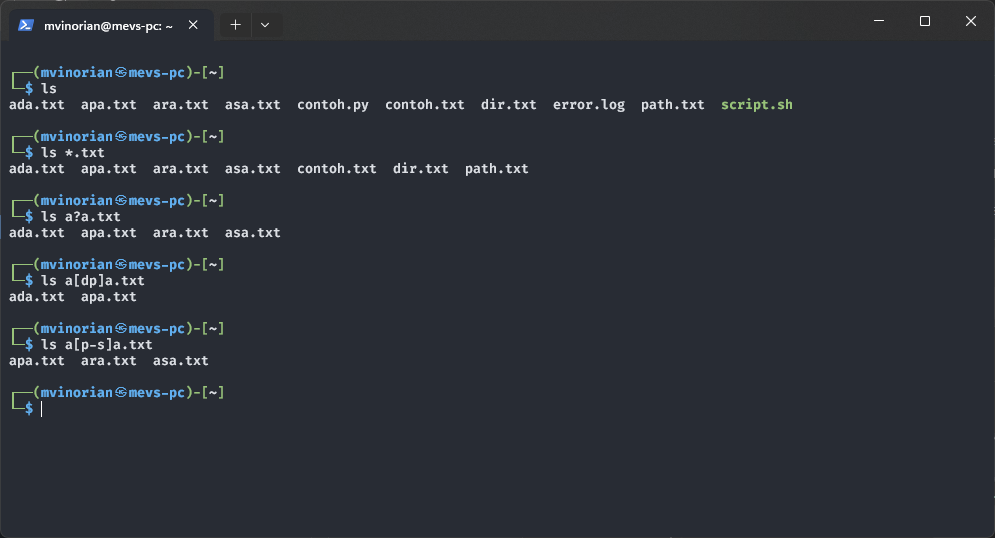 mvinorian@mevs-pc: ~
┌──(mvinorian㉿mevs-pc)-[~]
└─$ ls
ada.txt  apa.txt  ara.txt  asa.txt  contoh.py  contoh.txt  dir.txt  error.log  path.txt  script.sh
┌──(mvinorian㉿mevs-pc)-[~]
└─$ ls *.txt
ada.txt  apa.txt  ara.txt  asa.txt  contoh.txt  dir.txt  path.txt
┌──(mvinorian㉿mevs-pc)-[~]
└─$ ls a?a.txt
ada.txt  apa.txt  ara.txt  asa.txt
┌──(mvinorian㉿mevs-pc)-[~]
└─$ ls a[dp]a.txt
ada.txt  apa.txt
┌──(mvinorian㉿mevs-pc)-[~]
└─$ ls a[p-s]a.txt
apa.txt  ara.txt  asa.txt
┌──(mvinorian㉿mevs-pc)-[~]
└─$